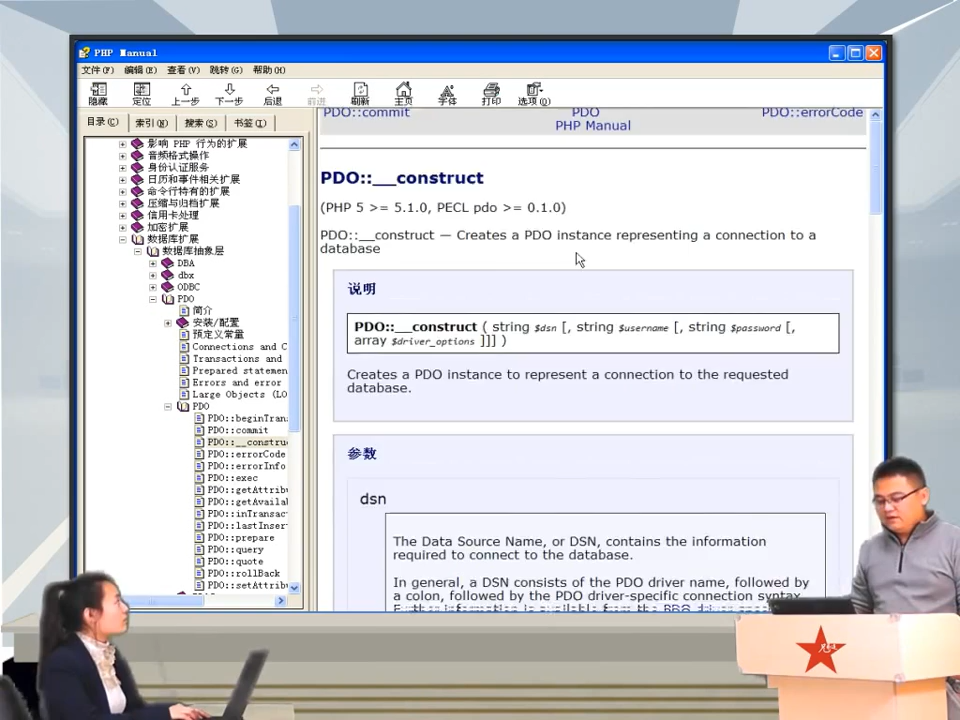 PHP Manual
文件(F) 编辑(E) 查看(V) 跳转(G) 帮助(H)
隐藏 定位 上一步 下一步 后退 前进 刷新 主页 字体 打印 选项(O)
目录(C) 索引(N) 搜索(S) 书签(I)
影响 PHP 行为的扩展
音频格式操作
身份认证服务
日历和事件相关扩展
命令行特有的扩展
压缩与归档扩展
信用卡处理
加密扩展
数据库扩展
数据库抽象层
DBA
dbx
ODBC
PDO
简介
安装/配置
预定义常量
Connections and C
Transactions and
Prepared statemen
Errors and error
Large Objects (LO
PDO
PDO::beginTran
PDO::commit
PDO::__constru
PDO::errorCode
PDO::errorInfo
PDO::exec
PDO::getAttrib
PDO::getAvaila
PDO::inTransac
PDO::lastInser
PDO::prepare
PDO::query
PDO::quote
PDO::rollBack
PDO::setAttrib
PDO::commit PDO PDO::errorCode
PHP Manual
PDO::__construct
(PHP 5 >= 5.1.0, PECL pdo >= 0.1.0)
PDO::__construct — Creates a PDO instance representing a connection to a
database
说明
PDO::__construct ( string $dsn [, string $username [, string $password [,
array $driver_options ]]] )
Creates a PDO instance to represent a connection to the requested
database.
参数
dsn
The Data Source Name, or DSN, contains the information
required to connect to the database.
In general, a DSN consists of the PDO driver name, followed by
a colon, followed by the PDO driver-specific connection syntax.
Further information is available from the PDO driver-